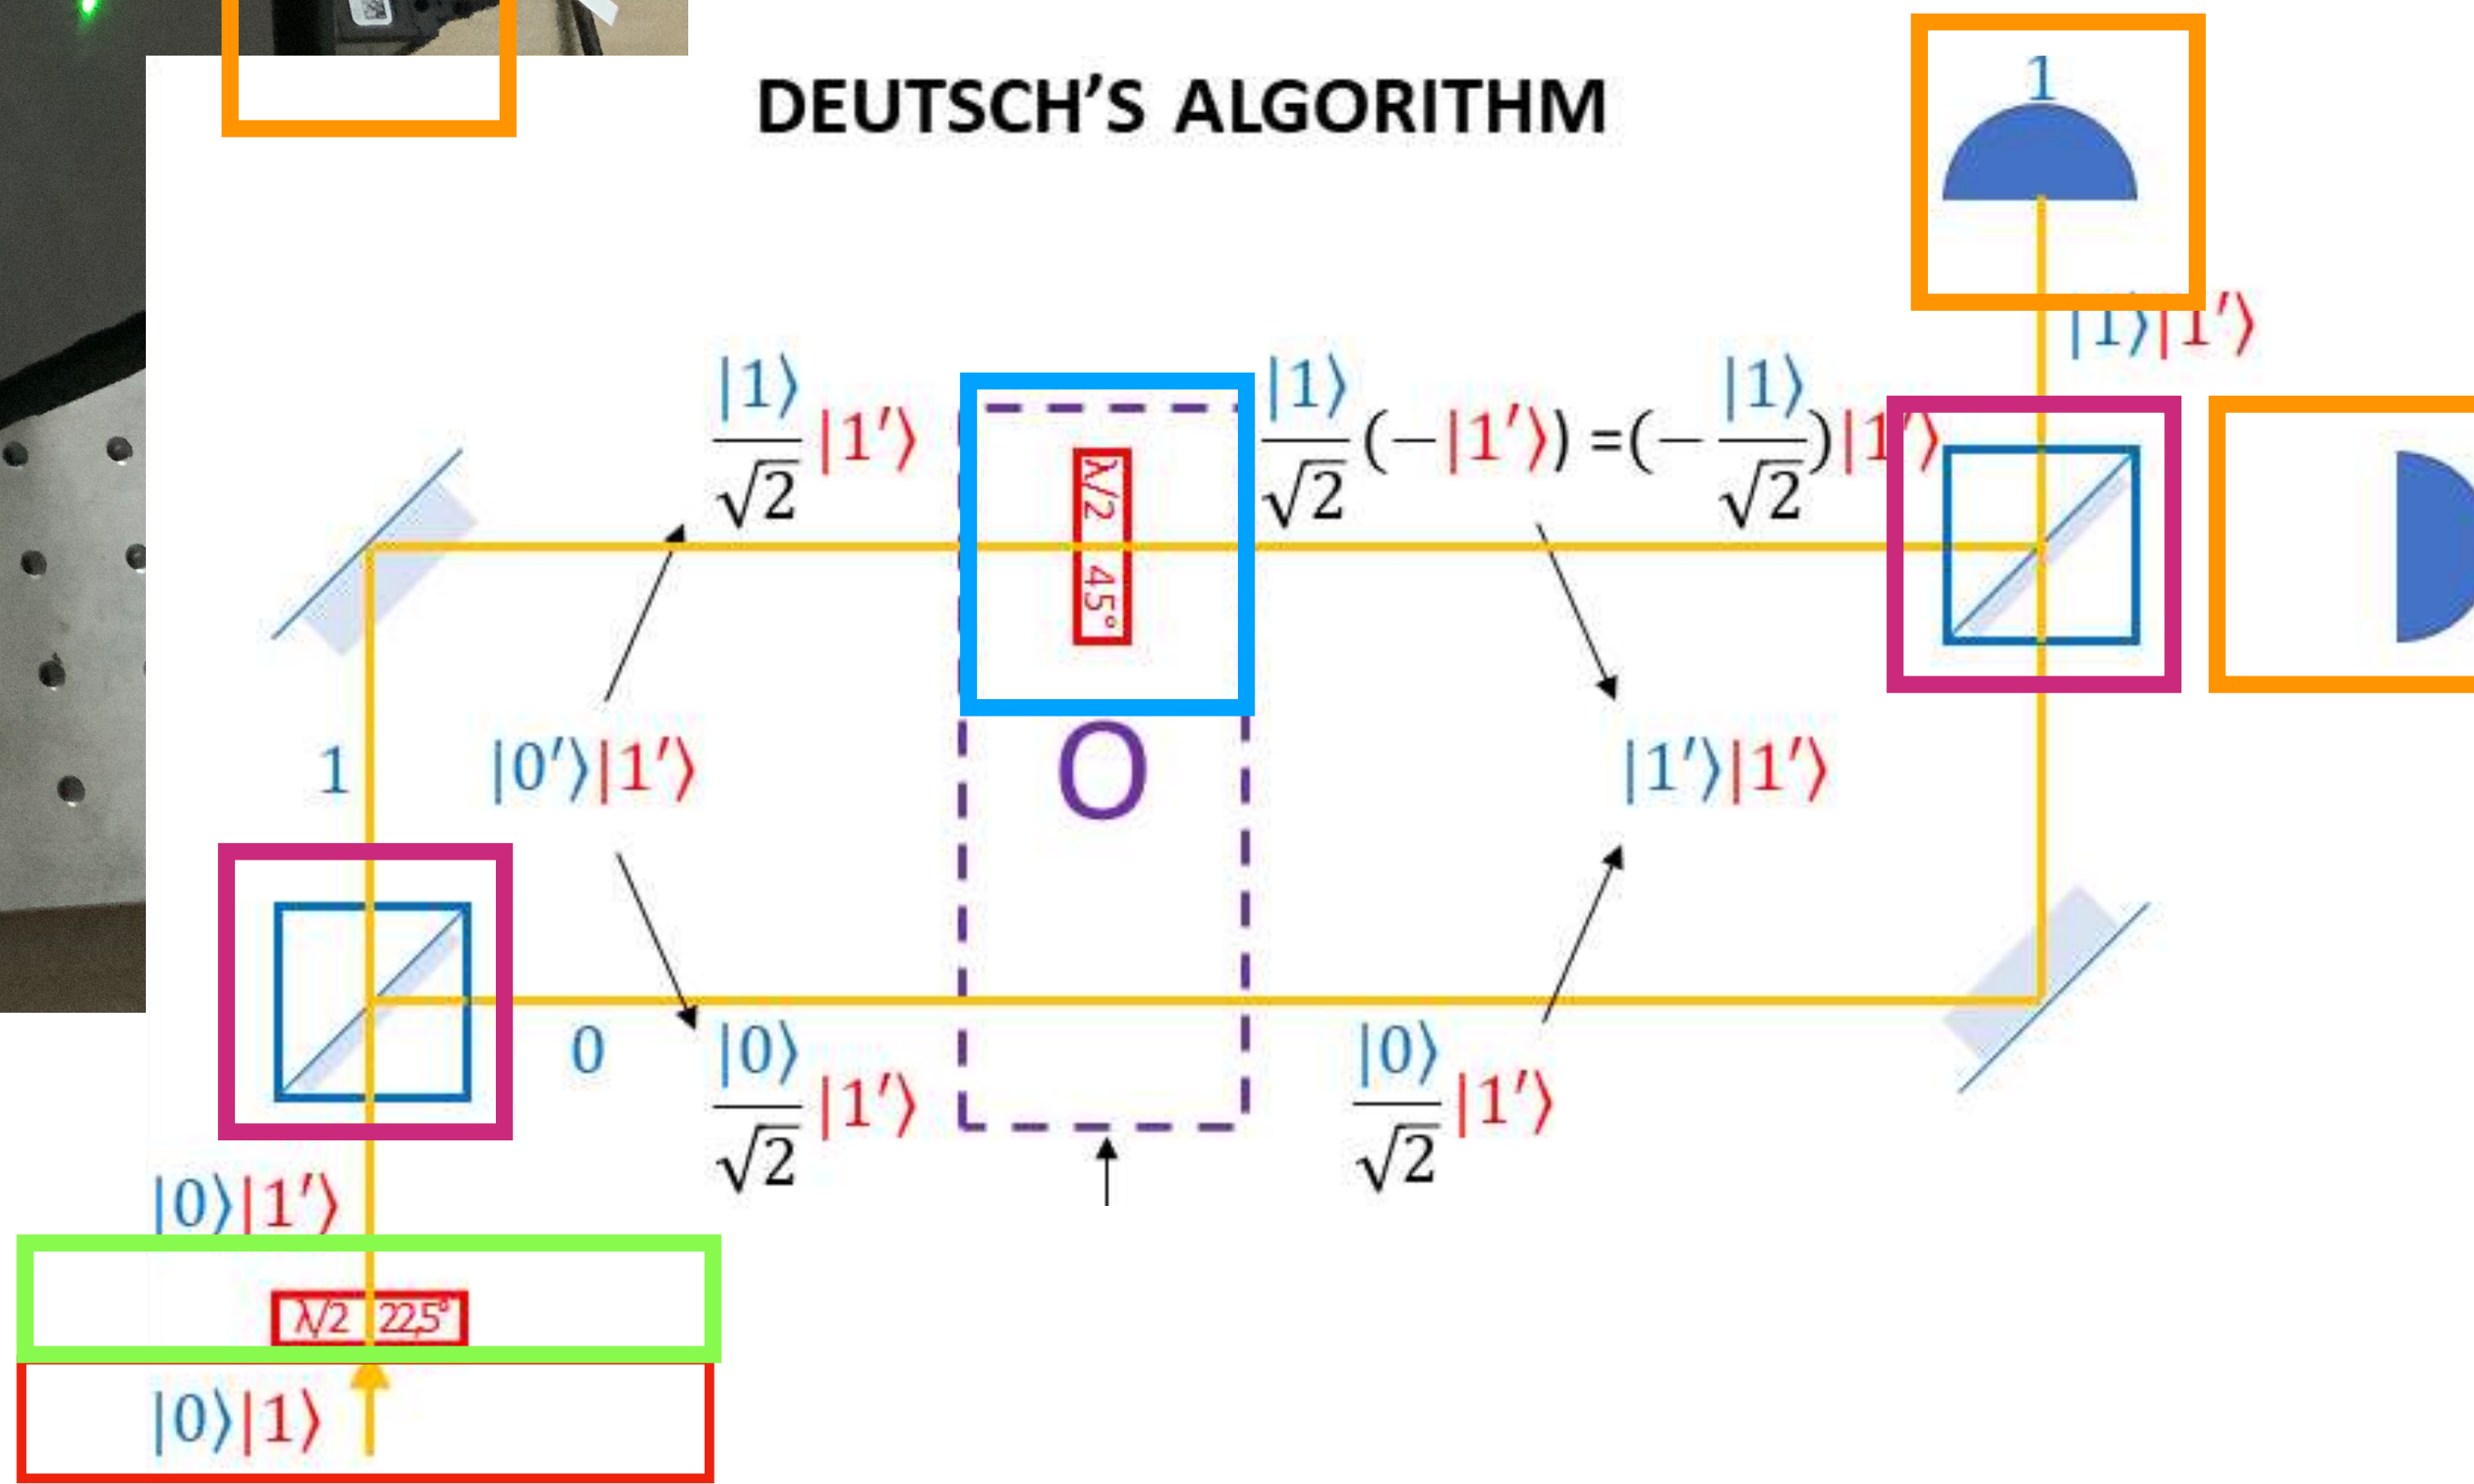 DEUTSCH'S ALGORITHM
1
|1⟩|1′⟩
|1⟩/√2 |1′⟩
|1⟩/√2 (−|1′⟩) =(− |1⟩/√2 )|1′⟩
λ/2 45°
1
|0′⟩|1′⟩
O
|1′⟩|1′⟩
0
|0⟩/√2 |1′⟩
|0⟩/√2 |1′⟩
|0⟩|1′⟩
λ/2 22,5°
|0⟩|1⟩